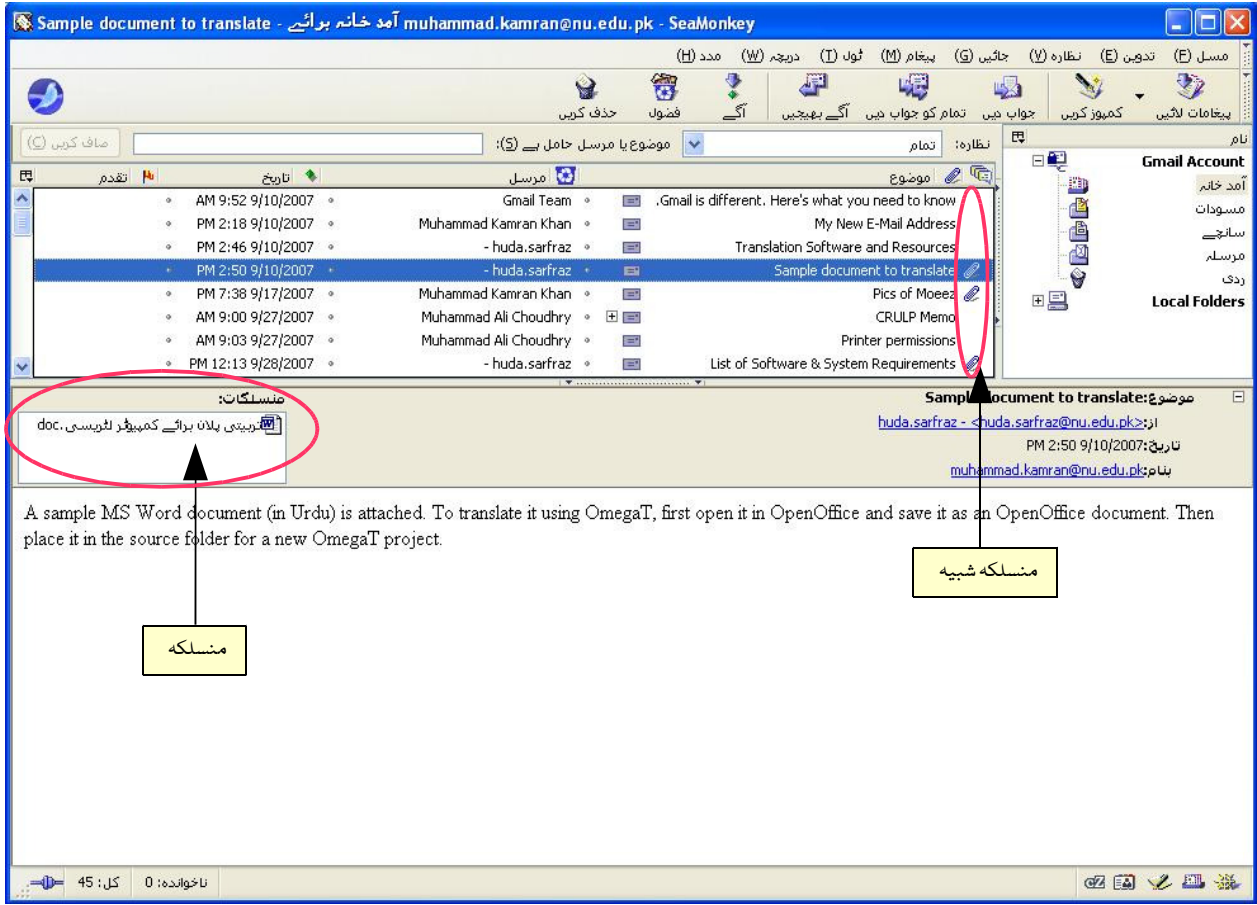 Sample document to translate - آمد خانہ برائے muhammad.kamran@nu.edu.pk - SeaMonkey
مسل (F) تدوین (E) نظارہ (V) جائیں (G) پیغام (M) ٹول (T) دریچہ (W) مدد (H)
پیغامات لائیں کمپوز کریں جواب دیں تمام کو جواب دیں آگے بھیجیں آگے فضول حذف کریں
نام
Gmail Account
آمد خانہ
مسودات
سانچے
مرسلہ
ردی
Local Folders
نظارہ: تمام موضوع یا مرسل حامل ہے (S): صاف کریں (C)
موضوع مرسل تاریخ تقدم
Gmail is different. Here's what you need to know. Gmail Team AM 9:52 9/10/2007
My New E-Mail Address Muhammad Kamran Khan PM 2:18 9/10/2007
Translation Software and Resources - huda.sarfraz PM 2:46 9/10/2007
Sample document to translate - huda.sarfraz PM 2:50 9/10/2007
Pics of Moeez Muhammad Kamran Khan PM 7:38 9/17/2007
CRULP Memo Muhammad Ali Choudhry AM 9:00 9/27/2007
Printer permissions Muhammad Ali Choudhry AM 9:03 9/27/2007
List of Software & System Requirements - huda.sarfraz PM 12:13 9/28/2007
موضوع: Sample document to translate
از: huda.sarfraz - <huda.sarfraz@nu.edu.pk>
تاریخ: PM 2:50 9/10/2007
بنام: muhammad.kamran@nu.edu.pk
منسلکات:
تربیتی پلان برائے کمپیوٹر لٹریسی.doc
A sample MS Word document (in Urdu) is attached. To translate it using OmegaT, first open it in OpenOffice and save it as an OpenOffice document. Then
place it in the source folder for a new OmegaT project.
منسلکہ شبیہ
منسلکہ
ناخواندہ: 0 کل: 45